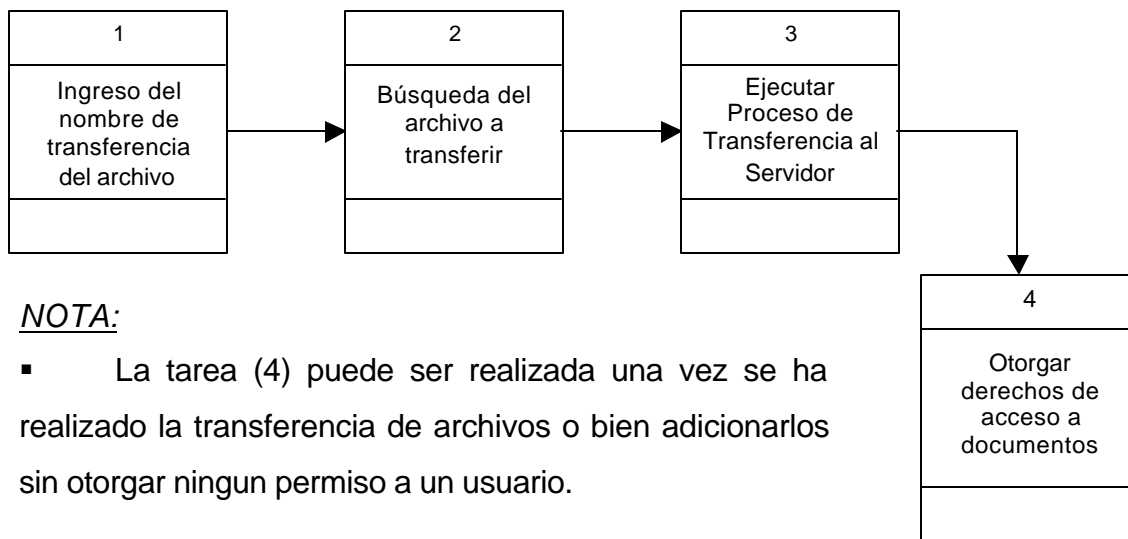 1
Ingreso del
nombre de
transferencia
del archivo
2
Búsqueda del
archivo a
transferir
3
Ejecutar
Proceso de
Transferencia al
Servidor
4
Otorgar
derechos de
acceso a
documentos
NOTA:
▪ La tarea (4) puede ser realizada una vez se ha
realizado la transferencia de archivos o bien adicionarlos
sin otorgar ningun permiso a un usuario.